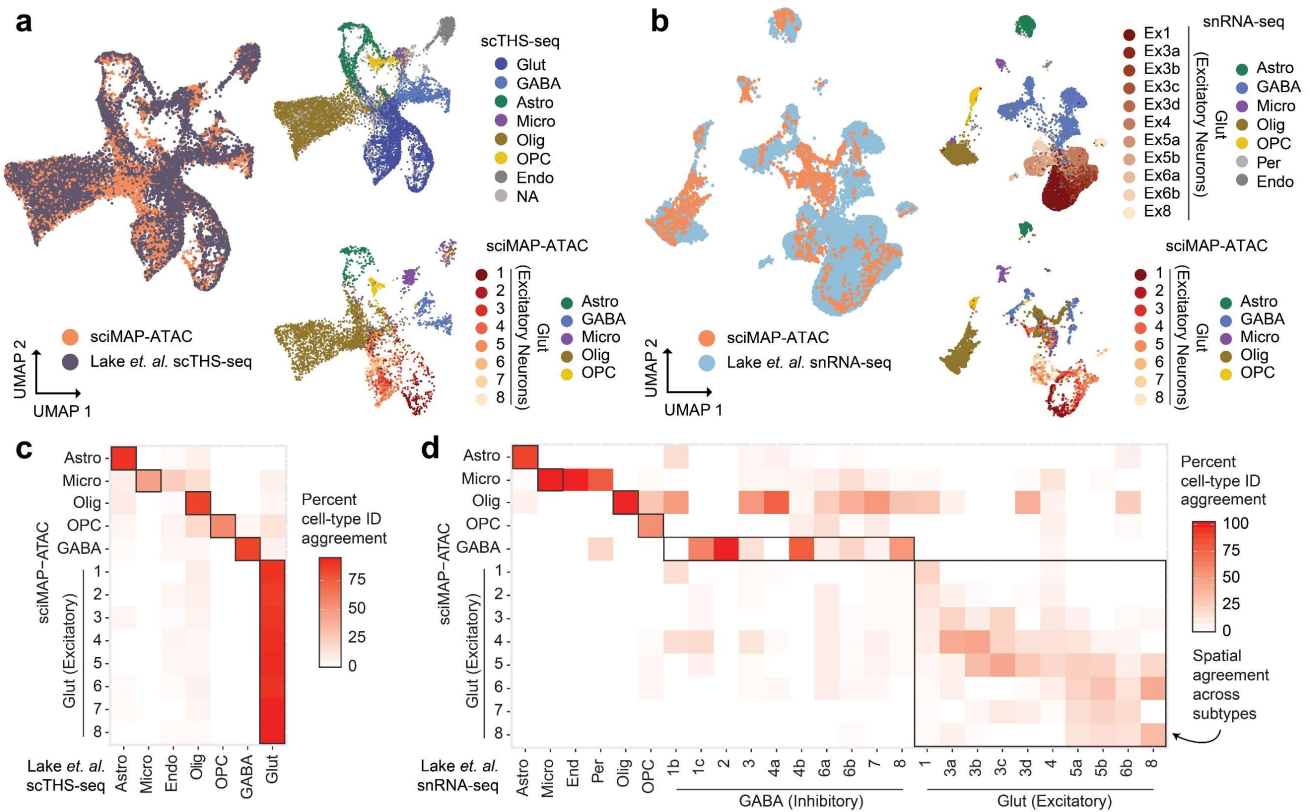 a
scTHS-seq
Glut
GABA
Astro
Micro
Olig
OPC
Endo
NA
sciMAP-ATAC
1
2
3
4
5
6
7
8
(Excitatory Neurons)
Glut
Astro
GABA
Micro
Olig
OPC
sciMAP-ATAC
Lake et. al. scTHS-seq
UMAP 2
UMAP 1
b
snRNA-seq
Ex1
Ex3a
Ex3b
Ex3c
Ex3d
Ex4
Ex5a
Ex5b
Ex6a
Ex6b
Ex8
(Excitatory Neurons)
Glut
Astro
GABA
Micro
Olig
OPC
Per
Endo
sciMAP-ATAC
1
2
3
4
5
6
7
8
(Excitatory Neurons)
Glut
Astro
GABA
Micro
Olig
OPC
sciMAP-ATAC
Lake et. al. snRNA-seq
UMAP 2
UMAP 1
c
sciMAP-ATAC
Astro
Micro
Olig
OPC
GABA
Glut (Excitatory)
1
2
3
4
5
6
7
8
Lake et. al.
scTHS-seq
Astro
Micro
Endo
Olig
OPC
GABA
Glut
Percent
cell-type ID
aggreement
75
50
25
0
d
sciMAP-ATAC
Astro
Micro
Olig
OPC
GABA
Glut (Excitatory)
1
2
3
4
5
6
7
8
Lake et. al.
snRNA-seq
Astro
Micro
End
Per
Olig
OPC
1b
1c
2
3
4a
4b
6a
6b
7
8
GABA (Inhibitory)
1
3a
3b
3c
3d
4
5a
5b
6b
8
Glut (Excitatory)
Percent
cell-type ID
aggreement
100
75
50
25
0
Spatial
agreement
across
subtypes